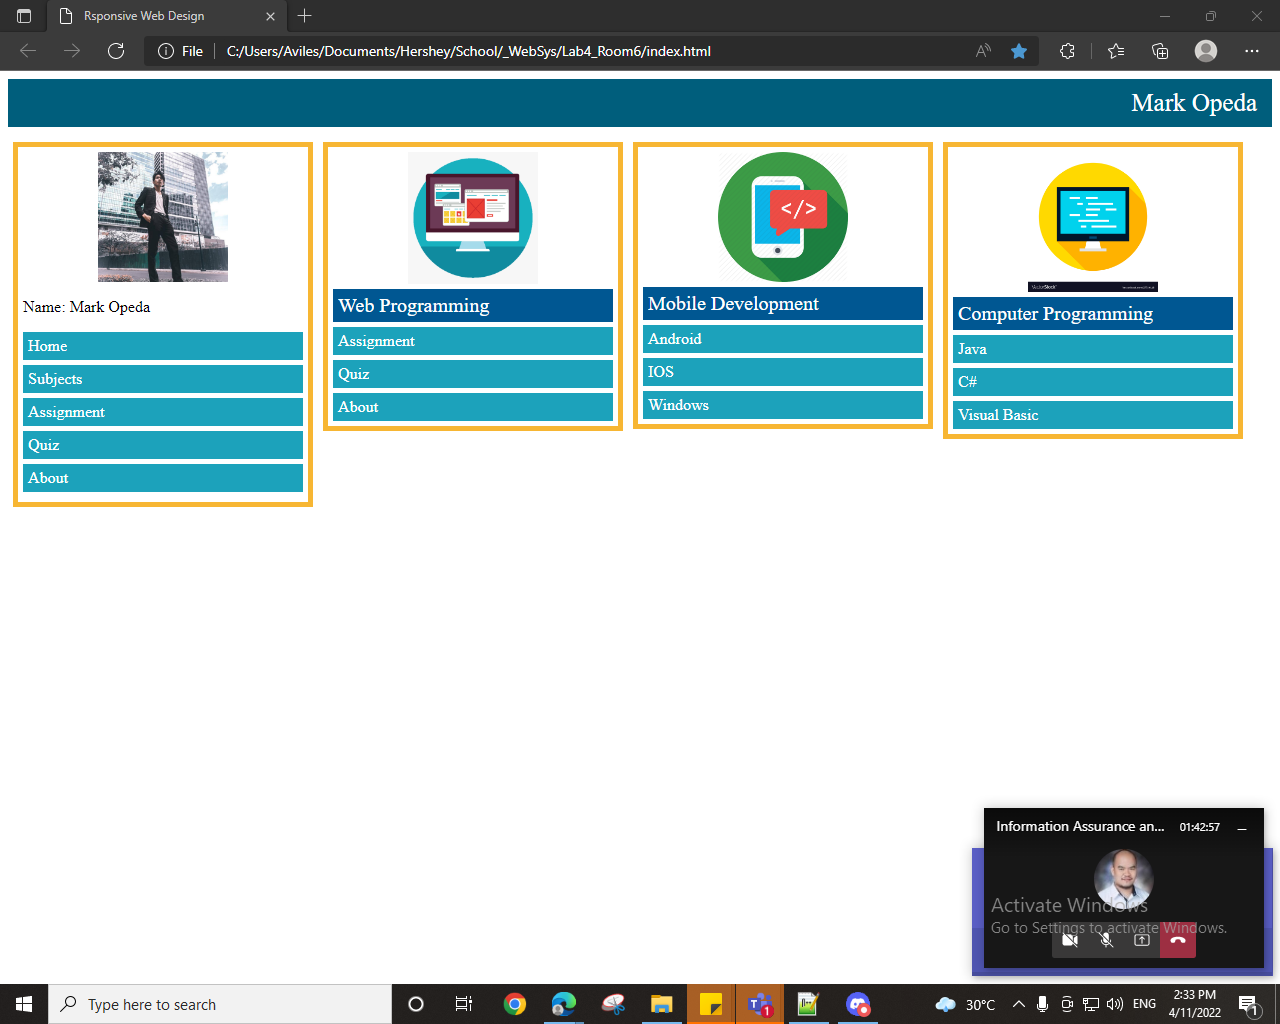 Rsponsive Web Design
File
C:/Users/Aviles/Documents/Hershey/School/_WebSys/Lab4_Room6/index.html
Mark Opeda
Name: Mark Opeda
Home
Subjects
Assignment
Quiz
About
Web Programming
Assignment
Quiz
About
</>
Mobile Development
Android
IOS
Windows
VectorStock
Computer Programming
Java
C#
Visual Basic
Information Assurance an... 01:42:57
Activate Windows
Go to Settings to activate Windows.
Type here to search
1
30°C
ENG
2:33 PM
4/11/2022
1